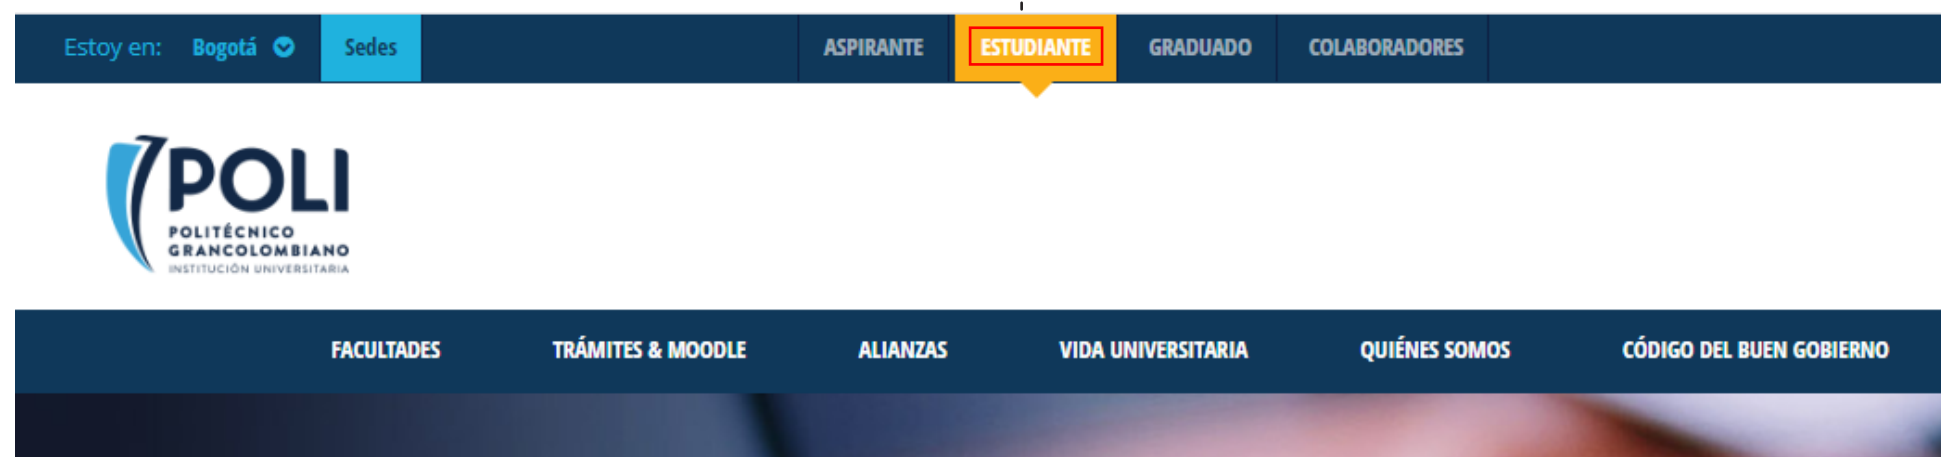 Estoy en: Bogotá Sedes ASPIRANTE ESTUDIANTE GRADUADO COLABORADORES
POLI
POLITÉCNICO
GRANCOLOMBIANO
INSTITUCIÓN UNIVERSITARIA
FACULTADES TRÁMITES & MOODLE ALIANZAS VIDA UNIVERSITARIA QUIÉNES SOMOS CÓDIGO DEL BUEN GOBIERNO